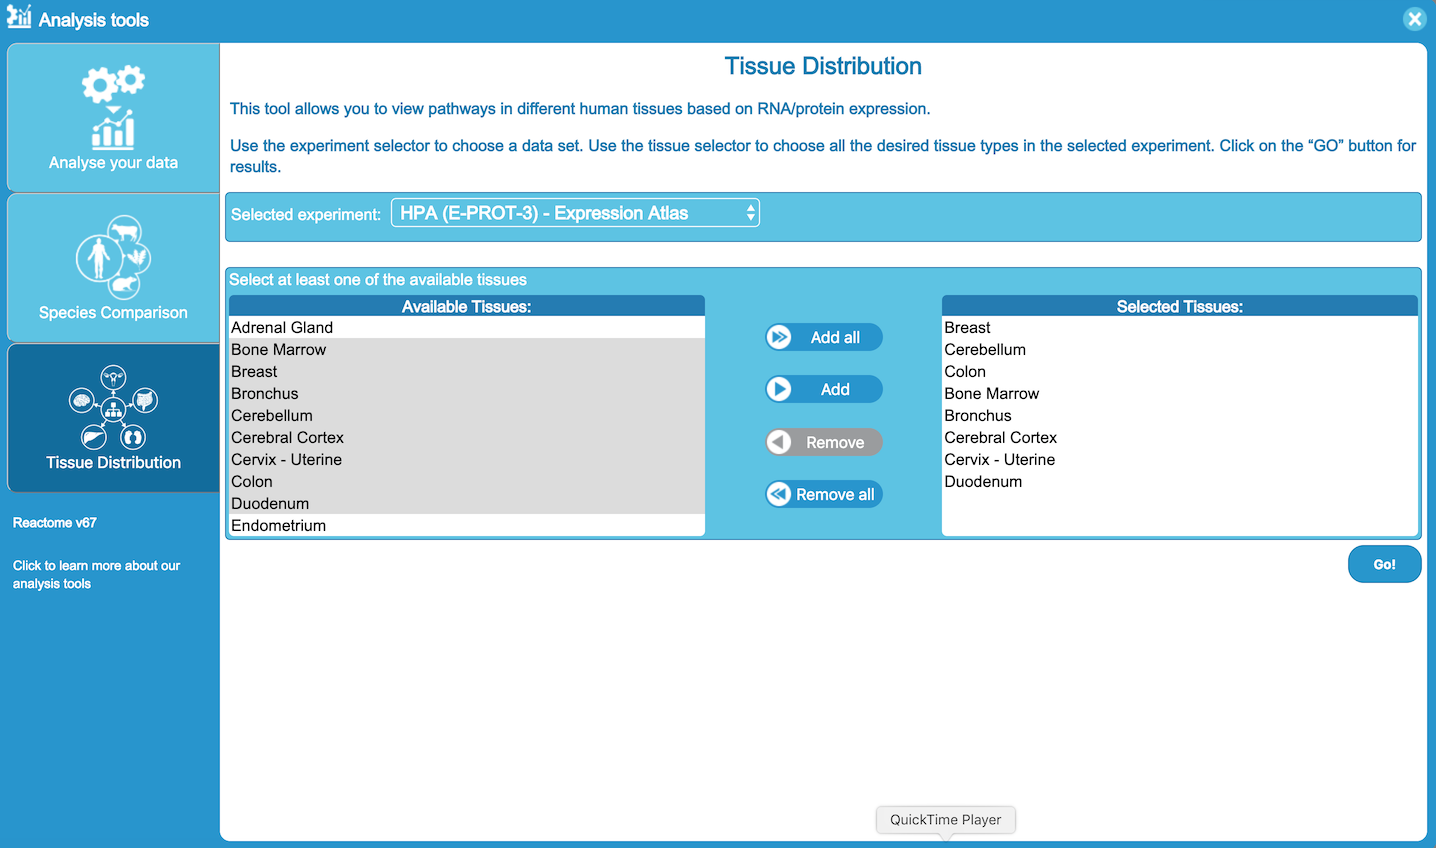 Analysis tools
Analyse your data
Species Comparison
Tissue Distribution
Reactome v67
Click to learn more about our
analysis tools
Tissue Distribution
This tool allows you to view pathways in different human tissues based on RNA/protein expression.
Use the experiment selector to choose a data set. Use the tissue selector to choose all the desired tissue types in the selected experiment. Click on the “GO” button for
results.
Selected experiment: HPA (E-PROT-3) - Expression Atlas
Select at least one of the available tissues
Available Tissues:
Adrenal Gland
Bone Marrow
Breast
Bronchus
Cerebellum
Cerebral Cortex
Cervix - Uterine
Colon
Duodenum
Endometrium
Add all
Add
Remove
Remove all
Selected Tissues:
Breast
Cerebellum
Colon
Bone Marrow
Bronchus
Cerebral Cortex
Cervix - Uterine
Duodenum
Go!
QuickTime Player